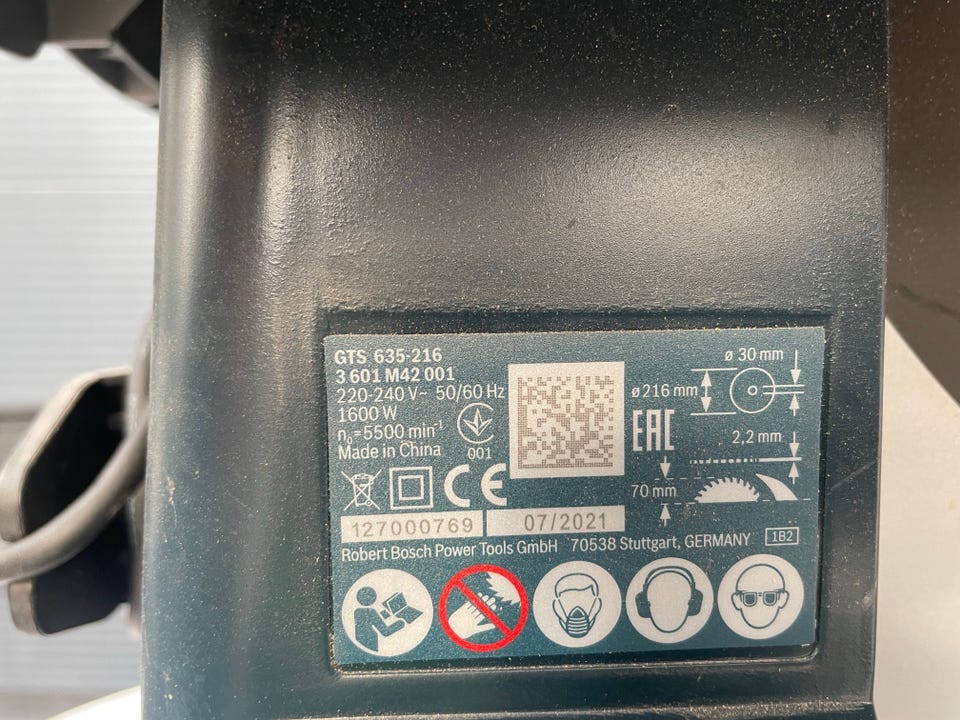 GTS 635-216
3 601 M42 001
220-240 V~ 50/60 Hz
1600 W
n₀=5500 min⁻¹
Made in China
001
ø 30 mm
ø216 mm
EAC
2,2 mm
70 mm
CE
127000769 07/2021
Robert Bosch Power Tools GmbH 70538 Stuttgart, GERMANY 1B2